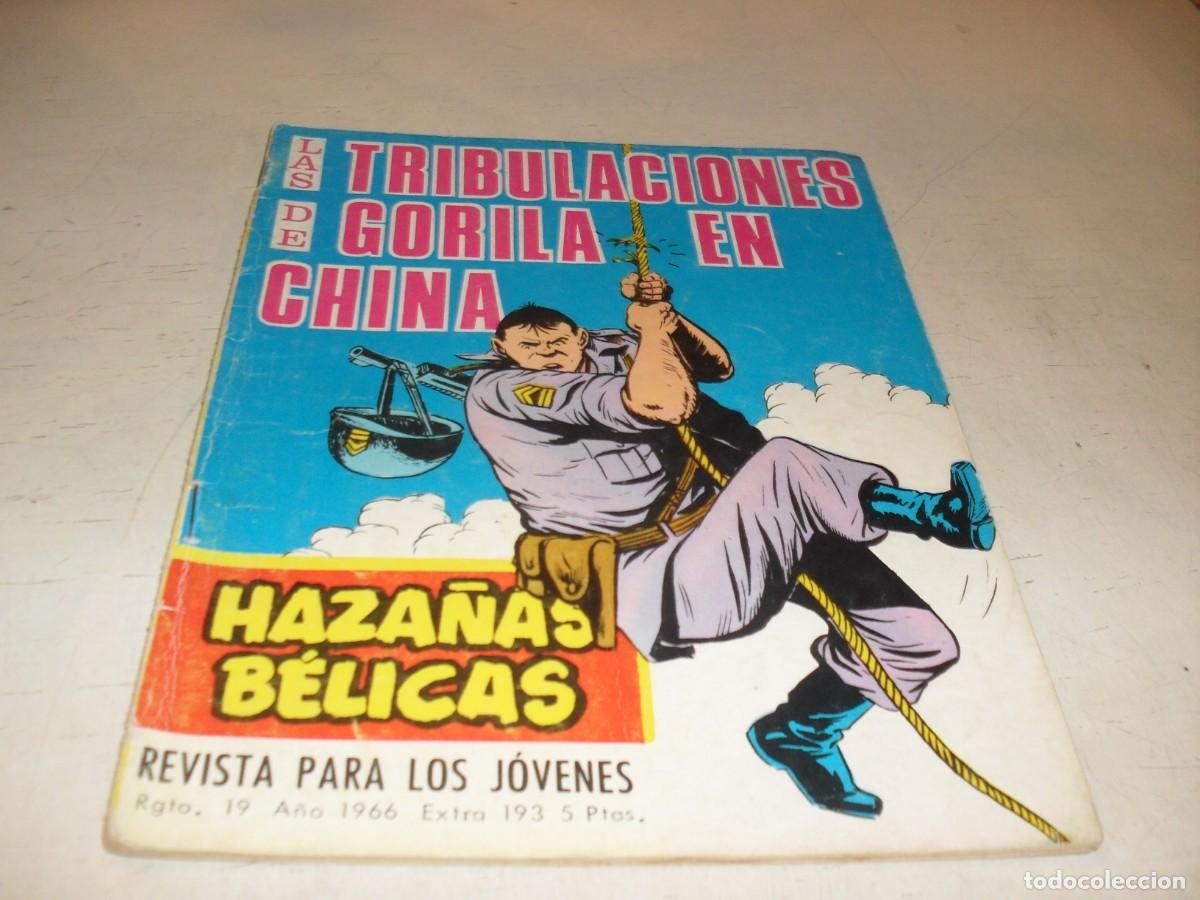 LAS TRIBULACIONES
DE GORILA EN
CHINA
HAZAÑAS
BÉLICAS
REVISTA PARA LOS JÓVENES
Rgto. 19 Año 1966 Extra 193 5 Ptas.
todocoleccion